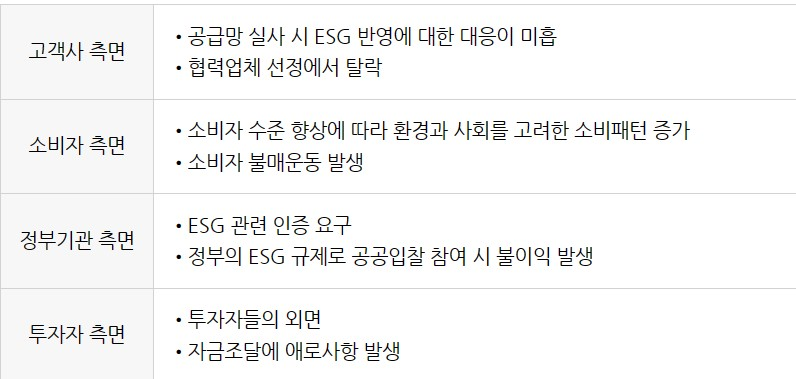 고객사 측면
• 공급망 실사 시 ESG 반영에 대한 대응이 미흡
• 협력업체 선정에서 탈락
소비자 측면
• 소비자 수준 향상에 따라 환경과 사회를 고려한 소비패턴 증가
• 소비자 불매운동 발생
정부기관 측면
• ESG 관련 인증 요구
• 정부의 ESG 규제로 공공입찰 참여 시 불이익 발생
투자자 측면
• 투자자들의 외면
• 자금조달에 애로사항 발생